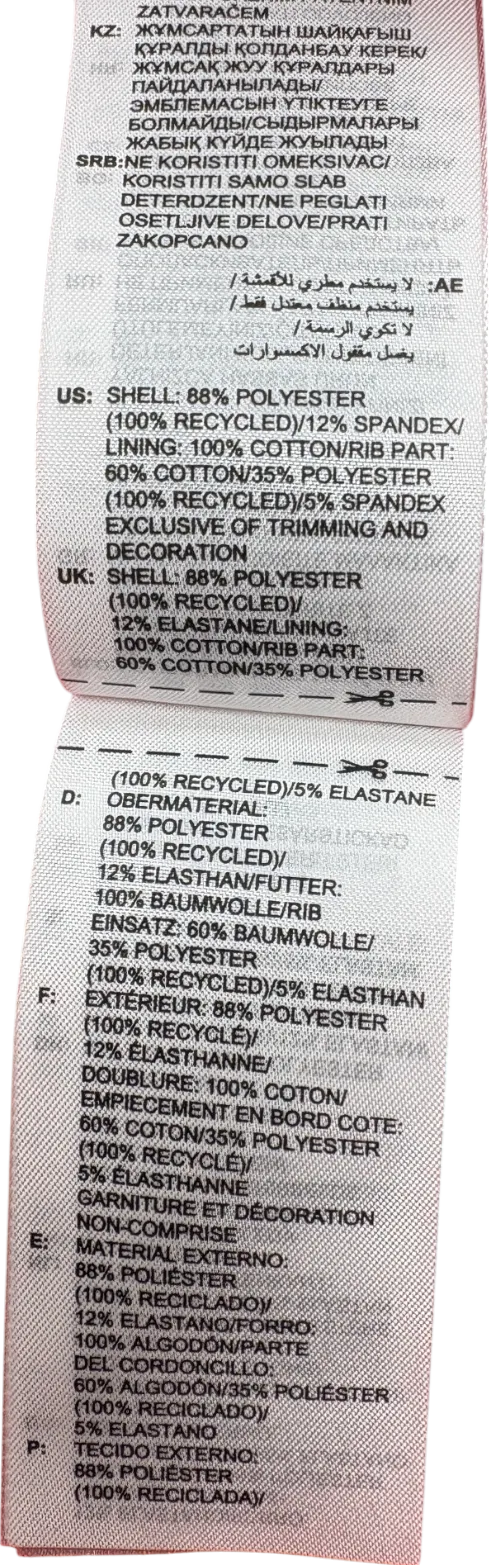 ZATVARAČEM
KZ: ЖҰМСАРТАТЫН ШАЙҚАҒЫШ
ҚҰРАЛДЫ ҚОЛДАНБАУ КЕРЕК/
ЖҰМСАҚ ЖУУ ҚҰРАЛДАРЫ
ПАЙДАЛАНЫЛАДЫ/
ЭМБЛЕМАСЫН ҮТІКТЕУГЕ
БОЛМАЙДЫ/СЫДЫРМАЛАРЫ
ЖАБЫҚ КҮЙДЕ ЖУЫЛАДЫ
SRB:NE KORISTITI OMEKSIVAC/
KORISTITI SAMO SLAB
DETERDZENT/NE PEGLATI
OSETLJIVE DELOVE/PRATI
ZAKOPCANO
AE: لا يستخدم مطري للأقمشة /
يستخدم منظف معتدل فقط /
لا تكوي الرسمة /
يغسل مقفول الاكسسوارات
US: SHELL: 88% POLYESTER
(100% RECYCLED)/12% SPANDEX/
LINING: 100% COTTON/RIB PART:
60% COTTON/35% POLYESTER
(100% RECYCLED)/5% SPANDEX
EXCLUSIVE OF TRIMMING AND
DECORATION
UK: SHELL: 88% POLYESTER
(100% RECYCLED)/
12% ELASTANE/LINING:
100% COTTON/RIB PART:
60% COTTON/35% POLYESTER
(100% RECYCLED)/5% ELASTANE
D: OBERMATERIAL:
88% POLYESTER
(100% RECYCLED)/
12% ELASTHAN/FUTTER:
100% BAUMWOLLE/RIB
EINSATZ: 60% BAUMWOLLE/
35% POLYESTER
(100% RECYCLED)/5% ELASTHAN
F: EXTÉRIEUR: 88% POLYESTER
(100% RECYCLÉ)/
12% ÉLASTHANNE/
DOUBLURE: 100% COTON/
EMPIECEMENT EN BORD COTE:
60% COTON/35% POLYESTER
(100% RECYCLÉ)/
5% ÉLASTHANNE
GARNITURE ET DÉCORATION
NON-COMPRISE
E: MATERIAL EXTERNO:
88% POLIÉSTER
(100% RECICLADO)/
12% ELASTANO/FORRO:
100% ALGODÓN/PARTE
DEL CORDONCILLO:
60% ALGODÓN/35% POLIÉSTER
(100% RECICLADO)/
5% ELASTANO
P: TECIDO EXTERNO:
88% POLIÉSTER
(100% RECICLADA)/